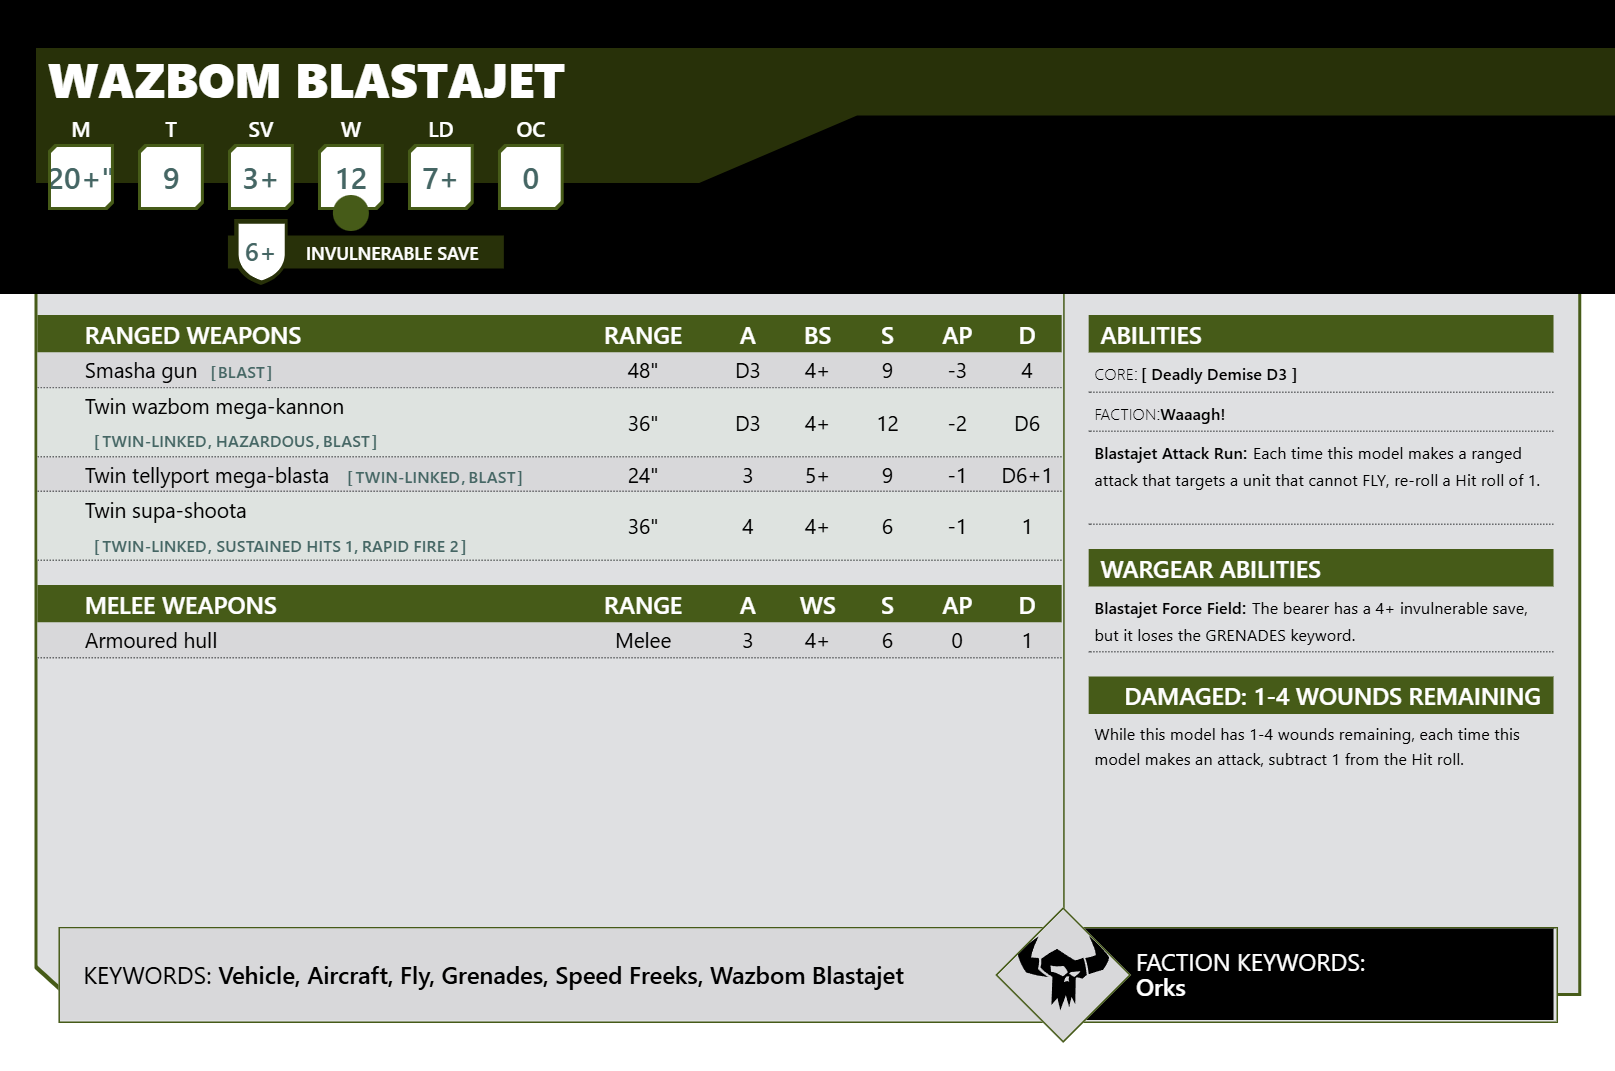 WAZBOM BLASTAJET
M T SV W LD OC
20+" 9 3+ 12 7+ 0
6+ INVULNERABLE SAVE
RANGED WEAPONS RANGE A BS S AP D
Smasha gun [BLAST] 48" D3 4+ 9 -3 4
Twin wazbom mega-kannon
[TWIN-LINKED, HAZARDOUS, BLAST] 36" D3 4+ 12 -2 D6
Twin tellyport mega-blasta [TWIN-LINKED, BLAST] 24" 3 5+ 9 -1 D6+1
Twin supa-shoota
[TWIN-LINKED, SUSTAINED HITS 1, RAPID FIRE 2] 36" 4 4+ 6 -1 1
MELEE WEAPONS RANGE A WS S AP D
Armoured hull Melee 3 4+ 6 0 1
ABILITIES
CORE: [ Deadly Demise D3 ]
FACTION:Waaagh!
Blastajet Attack Run: Each time this model makes a ranged
attack that targets a unit that cannot FLY, re-roll a Hit roll of 1.
WARGEAR ABILITIES
Blastajet Force Field: The bearer has a 4+ invulnerable save,
but it loses the GRENADES keyword.
DAMAGED: 1-4 WOUNDS REMAINING
While this model has 1-4 wounds remaining, each time this
model makes an attack, subtract 1 from the Hit roll.
KEYWORDS: Vehicle, Aircraft, Fly, Grenades, Speed Freeks, Wazbom Blastajet
FACTION KEYWORDS:
Orks